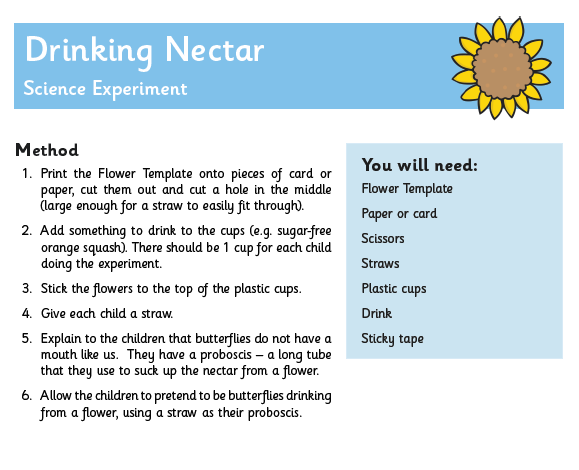 Drinking Nectar
Science Experiment
Method
1. Print the Flower Template onto pieces of card or
paper, cut them out and cut a hole in the middle
(large enough for a straw to easily fit through).
2. Add something to drink to the cups (e.g. sugar-free
orange squash). There should be 1 cup for each child
doing the experiment.
3. Stick the flowers to the top of the plastic cups.
4. Give each child a straw.
5. Explain to the children that butterflies do not have a
mouth like us. They have a proboscis – a long tube
that they use to suck up the nectar from a flower.
6. Allow the children to pretend to be butterflies drinking
from a flower, using a straw as their proboscis.
You will need:
Flower Template
Paper or card
Scissors
Straws
Plastic cups
Drink
Sticky tape